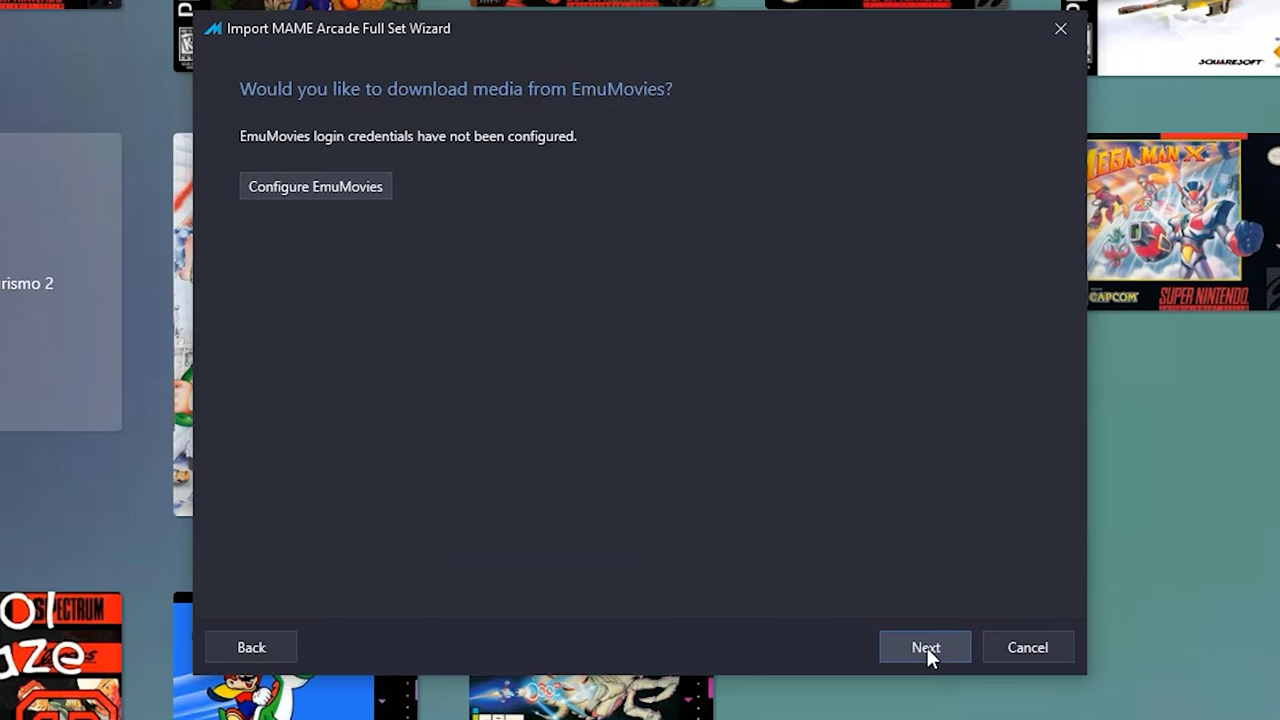 Import MAME Arcade Full Set Wizard
Would you like to download media from EmuMovies?
EmuMovies login credentials have not been configured.
Configure EmuMovies
SQUARESOFT
MEGA MAN X
CAPCOM
SUPER NINTENDO
rismo 2
SPECTRUM
ol
aze
Back
Next
Cancel